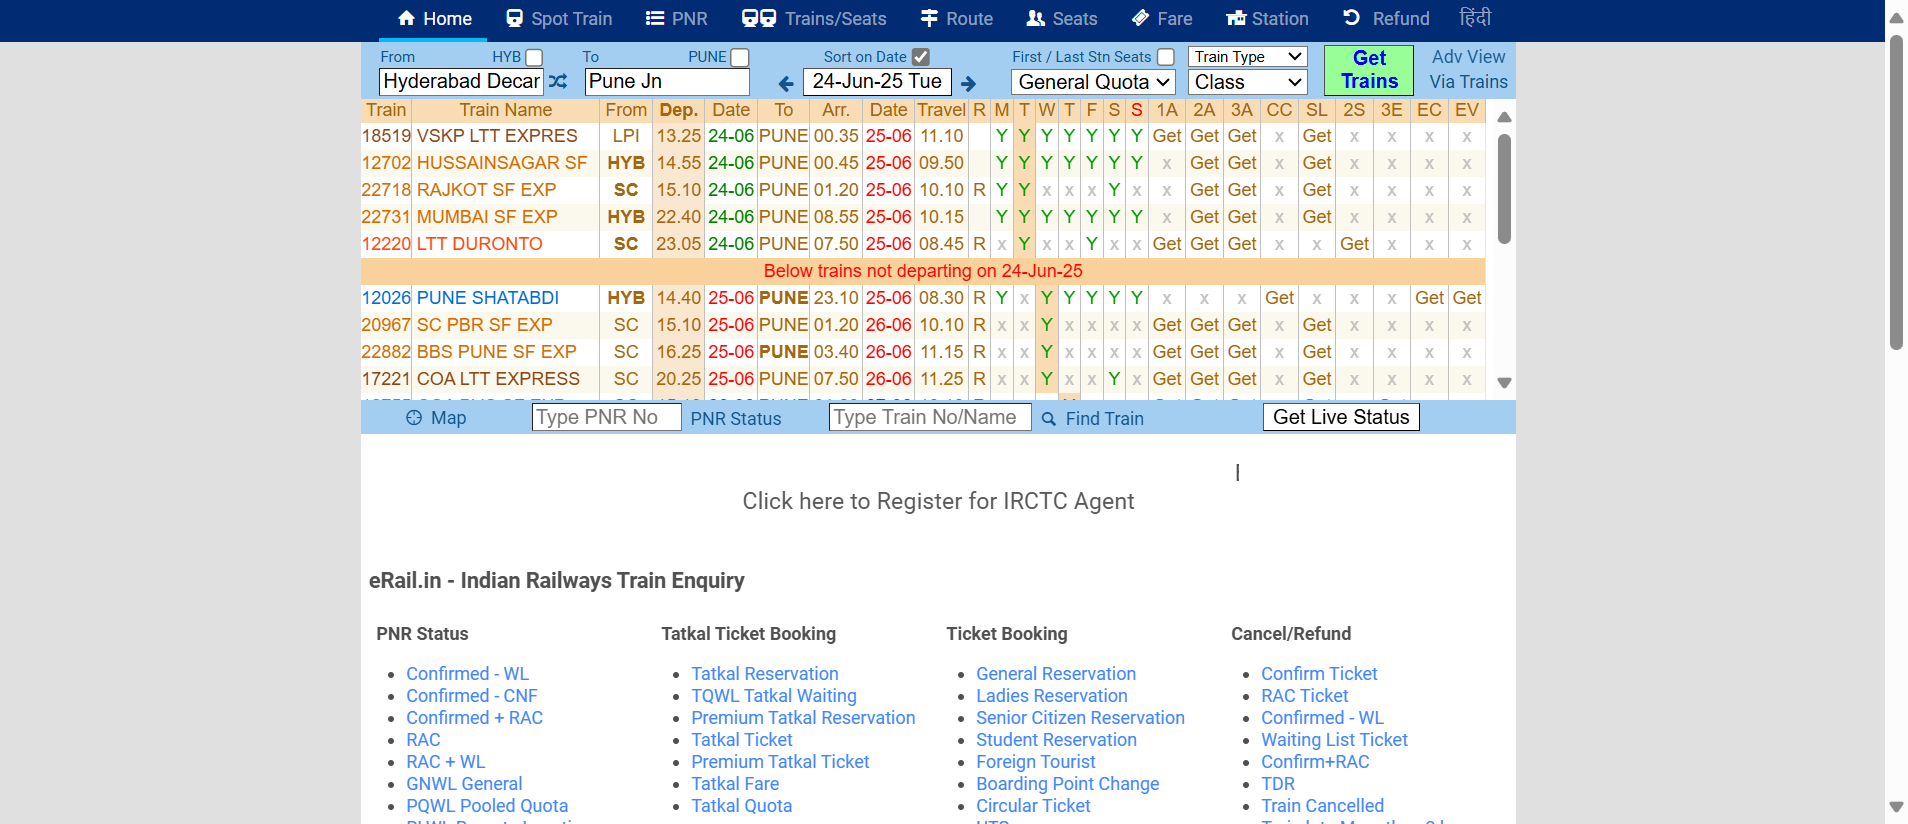 Home Spot Train PNR Trains/Seats Route Seats Fare Station Refund हिंदी
From HYB To PUNE Sort on Date First / Last Stn Seats Train Type Get Trains Adv View
Hyderabad Decan Pune Jn 24-Jun-25 Tue General Quota Class Via Trains
Train Train Name From Dep. Date To Arr. Date Travel R M T W T F S S 1A 2A 3A CC SL 2S 3E EC EV
18519 VSKP LTT EXPRES LPI 13.25 24-06 PUNE 00.35 25-06 11.10 Y Y Y Y Y Y Y Get Get Get x Get x x x x
12702 HUSSAINSAGAR SF HYB 14.55 24-06 PUNE 00.45 25-06 09.50 Y Y Y Y Y Y Y x Get Get x Get x x x x
22718 RAJKOT SF EXP SC 15.10 24-06 PUNE 01.20 25-06 10.10 R Y Y x x x Y x x Get Get x Get x x x x
22731 MUMBAI SF EXP HYB 22.40 24-06 PUNE 08.55 25-06 10.15 Y Y Y Y Y Y Y x Get Get x Get x x x x
12220 LTT DURONTO SC 23.05 24-06 PUNE 07.50 25-06 08.45 R x Y x x Y x x Get Get Get x x Get x x x
Below trains not departing on 24-Jun-25
12026 PUNE SHATABDI HYB 14.40 25-06 PUNE 23.10 25-06 08.30 R Y x Y Y Y Y Y x x x Get x x x Get Get
20967 SC PBR SF EXP SC 15.10 25-06 PUNE 01.20 26-06 10.10 R x x Y x x x x Get Get Get x Get x x x x
22882 BBS PUNE SF EXP SC 16.25 25-06 PUNE 03.40 26-06 11.15 R x x Y x x x x Get Get Get x Get x x x x
17221 COA LTT EXPRESS SC 20.25 25-06 PUNE 07.50 26-06 11.25 R x x Y x x Y x Get Get Get x Get x x x x
Map Type PNR No PNR Status Type Train No/Name Find Train Get Live Status
Click here to Register for IRCTC Agent
eRail.in - Indian Railways Train Enquiry
PNR Status Tatkal Ticket Booking Ticket Booking Cancel/Refund
Confirmed - WL Tatkal Reservation General Reservation Confirm Ticket
Confirmed - CNF TQWL Tatkal Waiting Ladies Reservation RAC Ticket
Confirmed + RAC Premium Tatkal Reservation Senior Citizen Reservation Confirmed - WL
RAC Tatkal Ticket Student Reservation Waiting List Ticket
RAC + WL Premium Tatkal Ticket Foreign Tourist Confirm+RAC
GNWL General Tatkal Fare Boarding Point Change TDR
PQWL Pooled Quota Tatkal Quota Circular Ticket Train Cancelled